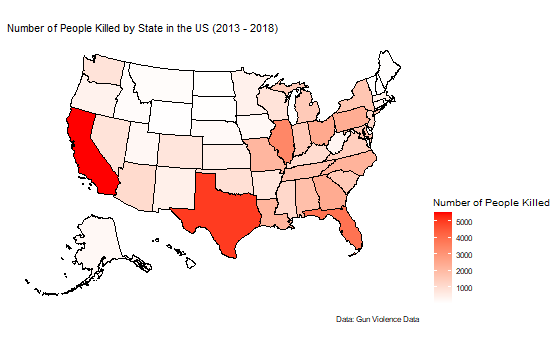 Number of People Killed by State in the US (2013 - 2018)
Number of People Killed
5000
4000
3000
2000
1000
Data: Gun Violence Data